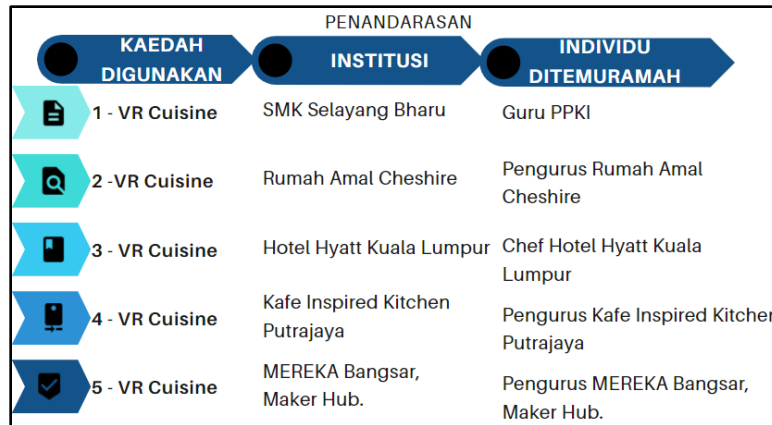 PENANDARASAN
KAEDAH
DIGUNAKAN
INSTITUSI
INDIVIDU
DITEMURAMAH
1 - VR Cuisine
SMK Selayang Bharu
Guru PPKI
2 -VR Cuisine
Rumah Amal Cheshire
Pengurus Rumah Amal
Cheshire
3 - VR Cuisine
Hotel Hyatt Kuala Lumpur
Chef Hotel Hyatt Kuala
Lumpur
4 - VR Cuisine
Kafe Inspired Kitchen
Putrajaya
Pengurus Kafe Inspired Kitchen
Putrajaya
5 - VR Cuisine
MEREKA Bangsar,
Maker Hub.
Pengurus MEREKA Bangsar,
Maker Hub.